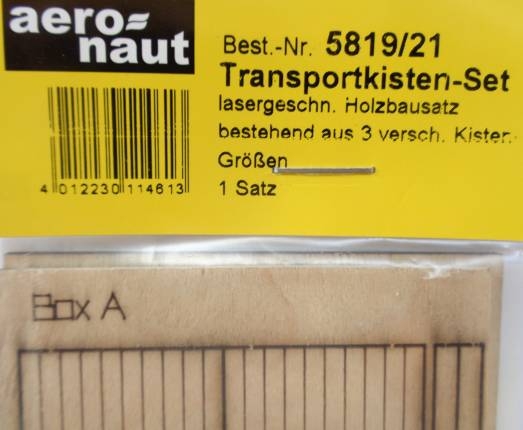 aero=
naut
Best.-Nr. 5819/21
Transportkisten-Set
lasergeschn. Holzbausatz
bestehend aus 3 versch. Kisten-
Größen
1 Satz
4 012230 114613
Box A